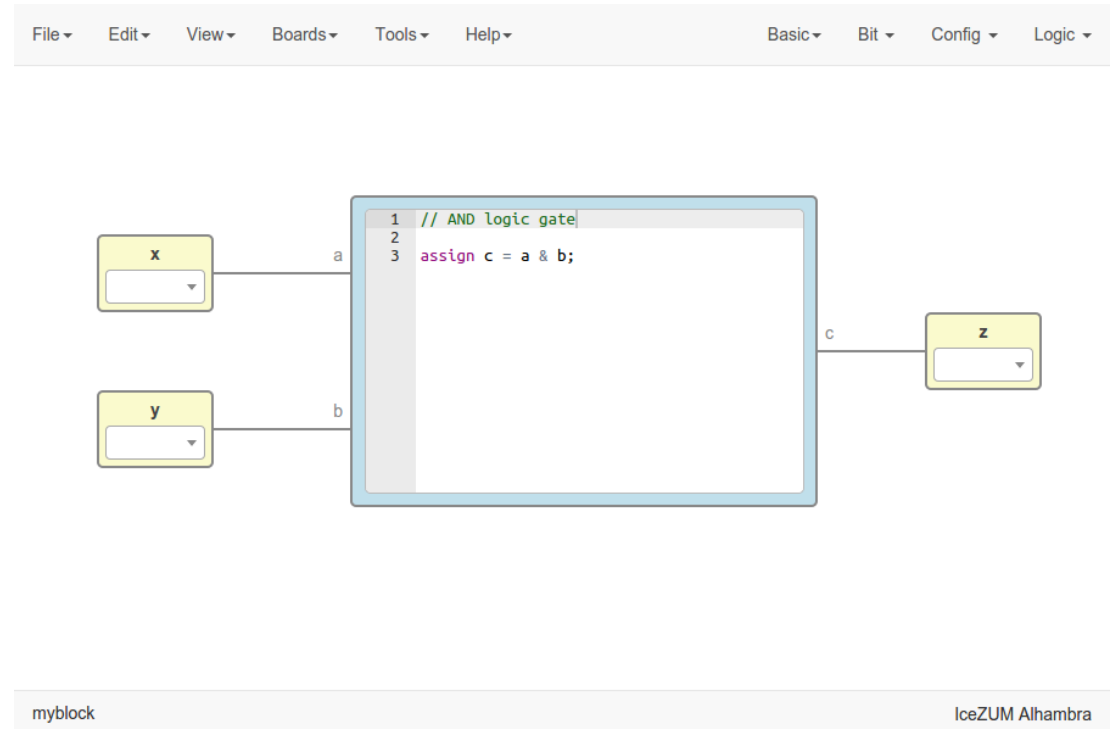 File Edit View Boards Tools Help Basic Bit Config Logic
x
a
y
b
1 // AND logic gate
2
3 assign c = a & b;
c
z
myblock
IceZUM Alhambra